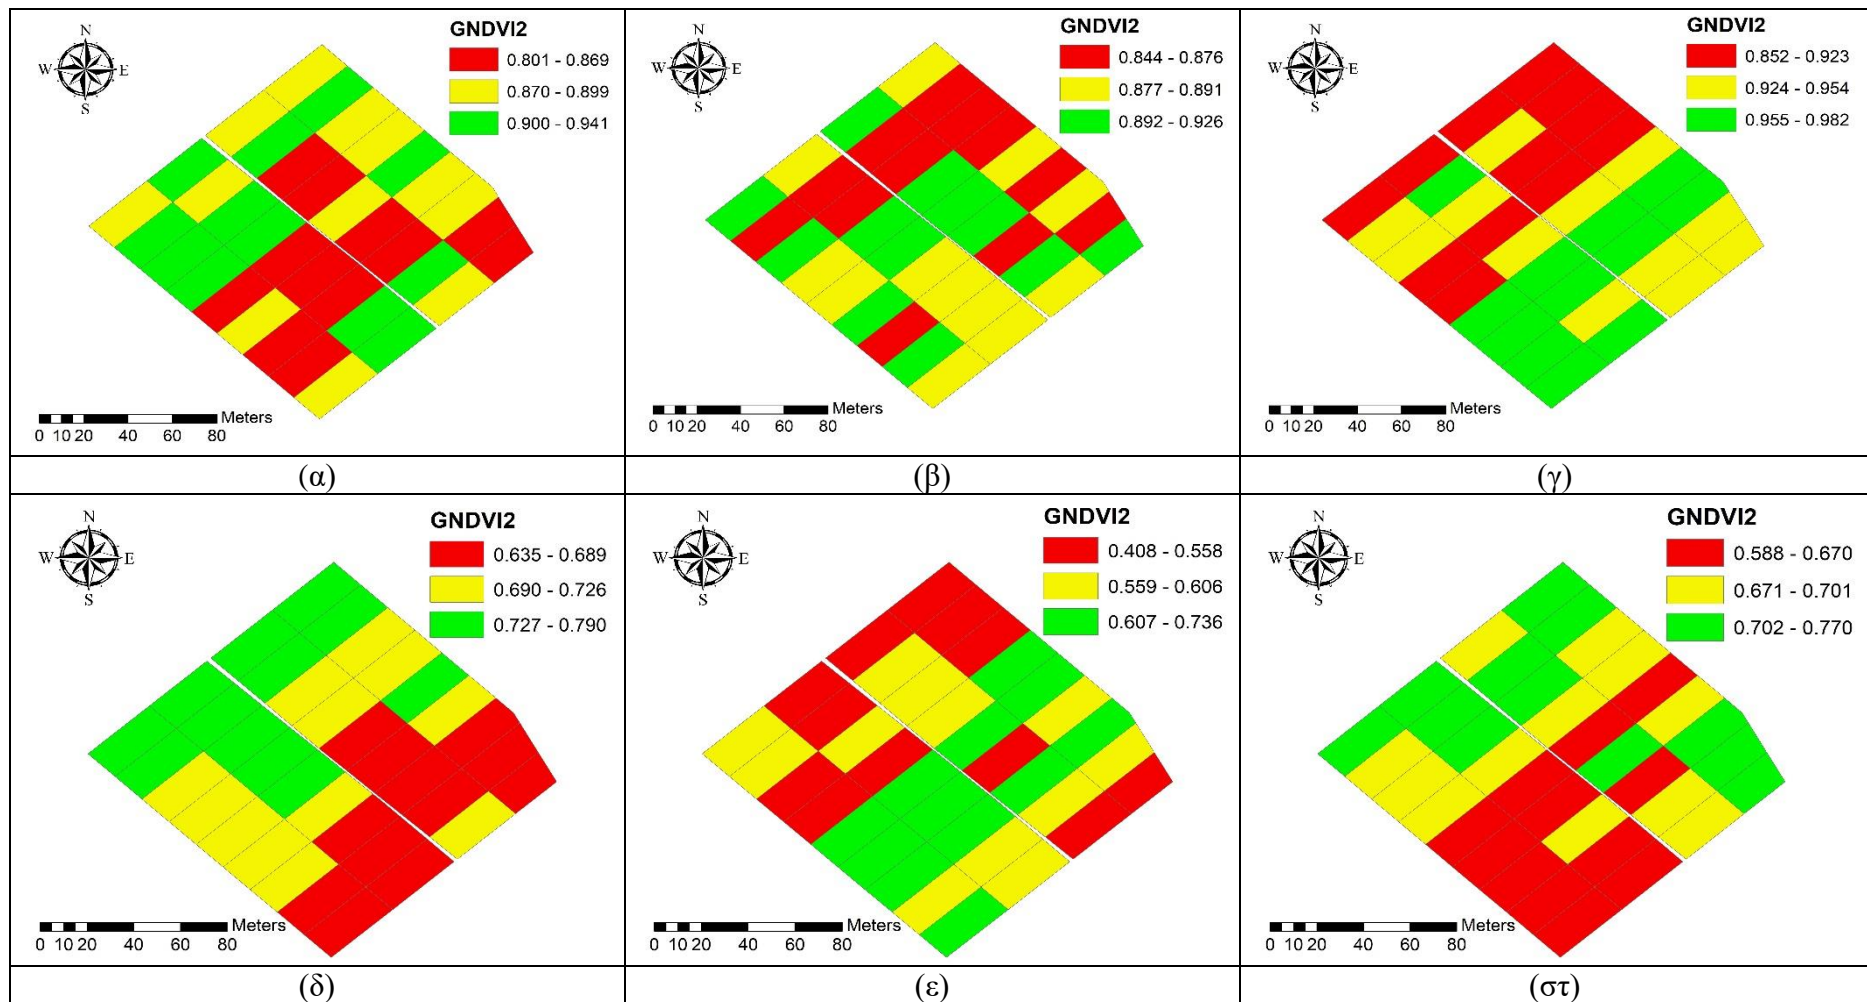 N
W E
S
GNDVI2
0.801 - 0.869
0.870 - 0.899
0.900 - 0.941
Meters
0 10 20 40 60 80
(α)
N
W E
S
GNDVI2
0.844 - 0.876
0.877 - 0.891
0.892 - 0.926
Meters
0 10 20 40 60 80
(β)
N
W E
S
GNDVI2
0.852 - 0.923
0.924 - 0.954
0.955 - 0.982
Meters
0 10 20 40 60 80
(γ)
N
W E
S
GNDVI2
0.635 - 0.689
0.690 - 0.726
0.727 - 0.790
Meters
0 10 20 40 60 80
(δ)
N
W E
S
GNDVI2
0.408 - 0.558
0.559 - 0.606
0.607 - 0.736
Meters
0 10 20 40 60 80
(ε)
N
W E
S
GNDVI2
0.588 - 0.670
0.671 - 0.701
0.702 - 0.770
Meters
0 10 20 40 60 80
(στ)